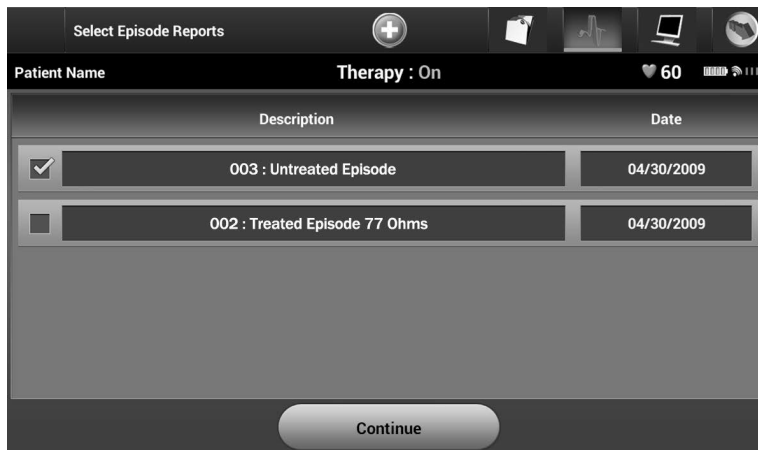 Select Episode Reports
Patient Name Therapy : On 60
Description Date
003 : Untreated Episode 04/30/2009
002 : Treated Episode 77 Ohms 04/30/2009
Continue